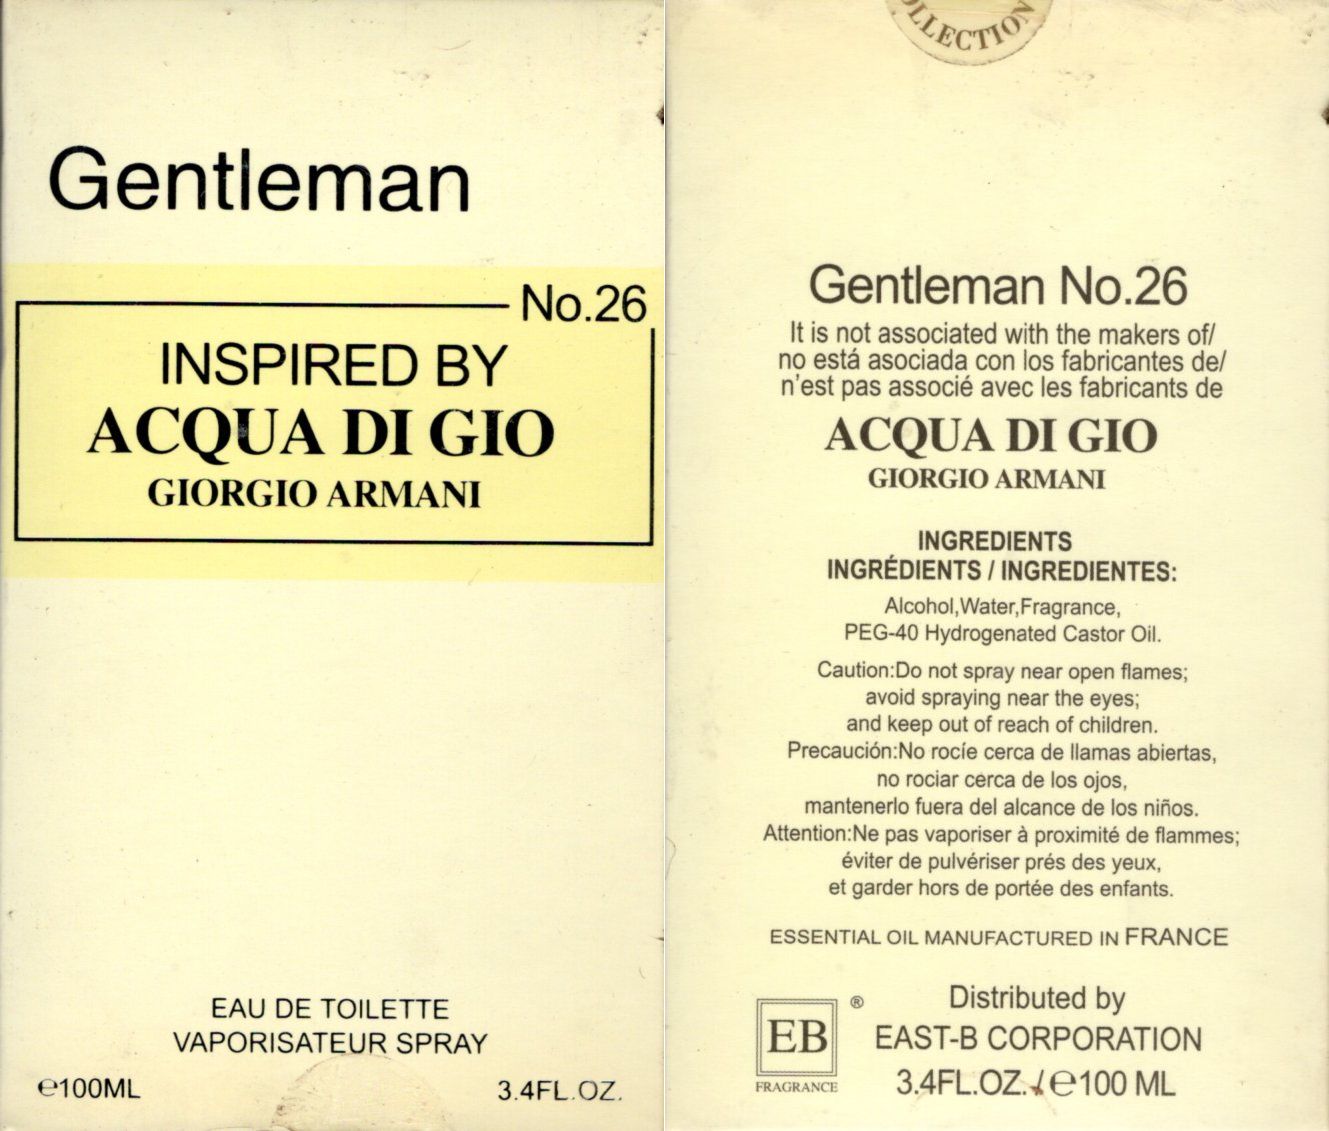 Gentleman
No.26
INSPIRED BY
ACQUA DI GIO
GIORGIO ARMANI
EAU DE TOILETTE
VAPORISATEUR SPRAY
℮100ML
3.4FL.OZ.
LLECTION
Gentleman No.26
It is not associated with the makers of/
no está asociada con los fabricantes de/
n'est pas associé avec les fabricants de
ACQUA DI GIO
GIORGIO ARMANI
INGREDIENTS
INGRÉDIENTS / INGREDIENTES:
Alcohol,Water,Fragrance,
PEG-40 Hydrogenated Castor Oil.
Caution:Do not spray near open flames;
avoid spraying near the eyes;
and keep out of reach of children.
Precaución:No rocíe cerca de llamas abiertas,
no rociar cerca de los ojos,
mantenerlo fuera del alcance de los niños.
Attention:Ne pas vaporiser à proximité de flammes;
éviter de pulvériser prés des yeux,
et garder hors de portée des enfants.
ESSENTIAL OIL MANUFACTURED IN FRANCE
EB ®
FRAGRANCE
Distributed by
EAST-B CORPORATION
3.4FL.OZ./℮100 ML